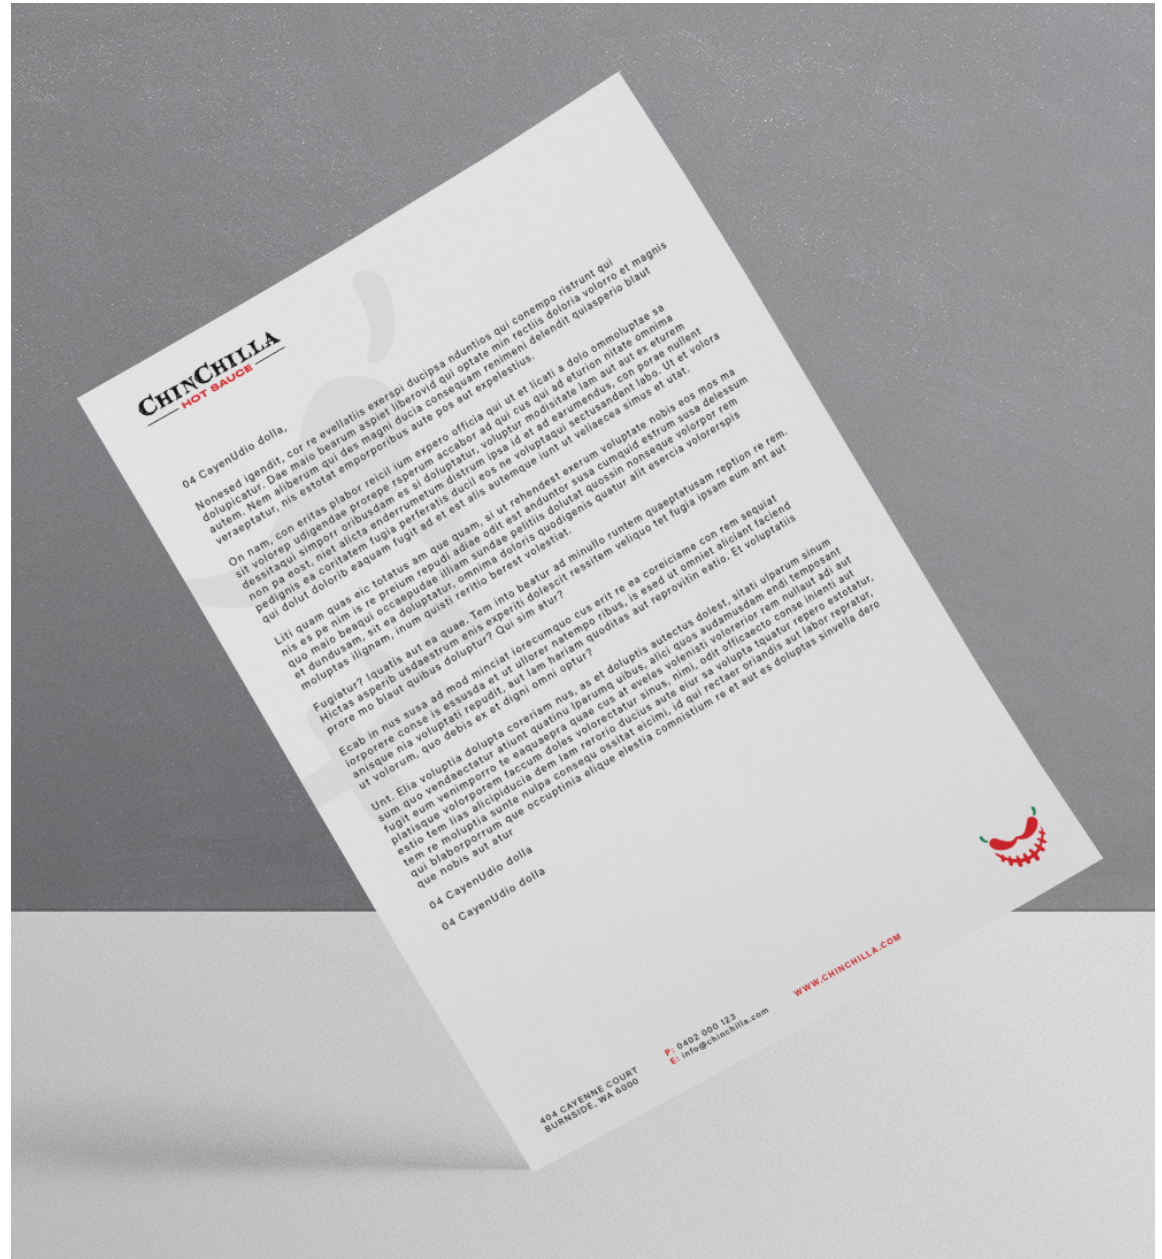 CHINCHILLA
HOT SAUCE
04 CayenUdio dolla,
Nonesed igendit, cor re evellatiis exerspi ducipsa nduntios qui conempo ristrunt qui
dolupicatur. Dae maio bearum aspiet liberovid qui optate min rectiis doloria volorro et magnis
autem. Nem aliberum qui des magni ducia consequam renimeni delendit quiasperio blaut
veraeptatur, nis estotat emporporibus aute pos aut expelestius.
On nam, con eritas plabor reicil ium expero officia qui ut et licati a dolo ommoluptae sa
sit volorep udigendae prorepe rsperum accabor ad qui cus qui ad eturion nitate omnima
dessitaqui simporr oribusdam es si doluptatur, voluptur modisitate lam aut aut ex eturem
non pa eost, niet alicta enderrumetum distrum ipsa id et ad earumendus, con porae nullent
pedignis ea coritatem fugia perferatis ducil eos ne voluptaqui sectusandant labo. Ut et volora
qui dolut dolorib eaquam fugit ad et est alis autemque iunt ut veliaecea simus et utat.
Liti quam quas eic totatus am que quam, si ut rehendest exerum voluptate nobis eos mos ma
nis es pe nim is re preium repudi adiae odit est anduntor susa cumquid estrum susa delessum
quo maio beaqui occaepudae illiam sundae pelitiis dolutat quossin nonseque volorpor rem
et dundusam, sit ea doluptatur, omnima doloris quodigenis quatur alit esercia volorerspis
moluptas ilignam, inum quisti reritio berest volestiat.
Fugiatur? Iquatis aut ea quae. Tem into beatur ad minullo runtem quaeptatusam reption re rem.
Hictas asperib usdaestrum enis experiti dolescit ressitem veliquo tet fugia ipsam eum ant aut
prore mo blaut quibus doluptur? Qui sim atur?
Ecab in nus susa ad mod minciat iorecumquo cus erit re ea coreiciame con rem sequiat
iorporere conse is essusda et ut ullorer natempo ribus, is esed ut omniet aliciant faciend
anisque nia voluptati repudit, aut lam hariam quoditas aut reprovitin eatio. Et voluptatiis
ut volorum, quo debis ex et digni omni optur?
Unt. Elia voluptia dolupta coreriam nus, as et doluptis autectus dolest, sitati ulparum sinum
sum quo vendaectatur atiunt quatinu lparumq uibus, alici quos audamusdam endi temposant
fugit eum venimporro te eaquaepra quae cus at eveles volenisti volorerior rem nullaut adi aut
platisque volorporem faccum doles volorectatur sinus, nimi, odit officaecto conse inienti aut
estio tem lias alicipiducia dem lam rerorio ducius aute eiur sa volupta tquatur repero estotatur,
tem re moluptia sunte nulpa consequ ossitat eicimi, id qui rectaer oriandis aut labor repratur,
qui blaborporrum que occuptinia elique elestia comnistium re et aut es doluptas sinvella dero
que nobis aut atur
04 CayenUdio dolla
04 CayenUdio dolla
404 CAYENNE COURT
BURNSIDE, WA 6000
P: 0402 000 123
E: info@chinchilla.com
WWW.CHINCHILLA.COM